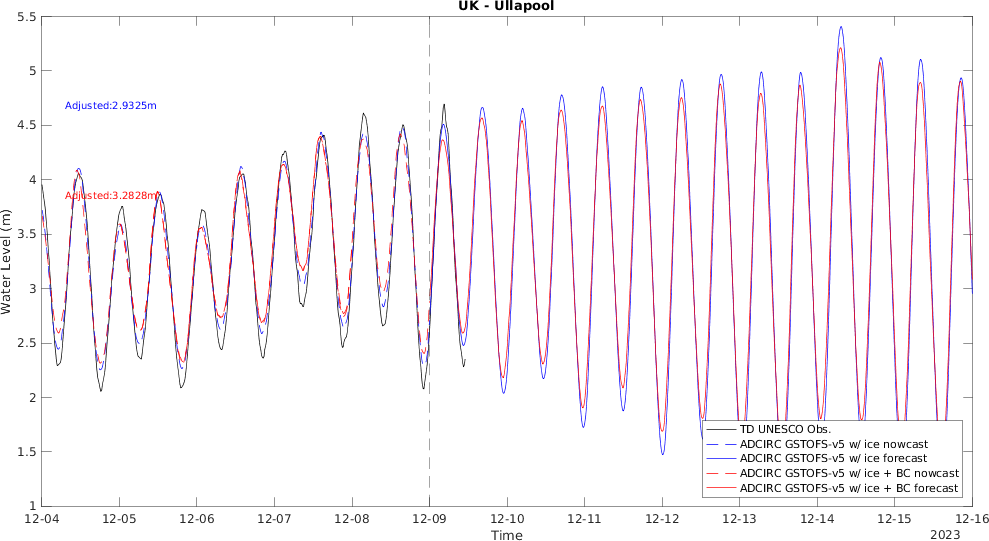 UK - Ullapool
5.5
5
4.5
4
3.5
3
2.5
2
1.5
1
Water Level (m)
Adjusted:2.9325m
Adjusted:3.2828m
TD UNESCO Obs.
ADCIRC GSTOFS-v5 w/ ice nowcast
ADCIRC GSTOFS-v5 w/ ice forecast
ADCIRC GSTOFS-v5 w/ ice + BC nowcast
ADCIRC GSTOFS-v5 w/ ice + BC forecast
12-04 12-05 12-06 12-07 12-08 12-09 12-10 12-11 12-12 12-13 12-14 12-15 12-16
Time
2023